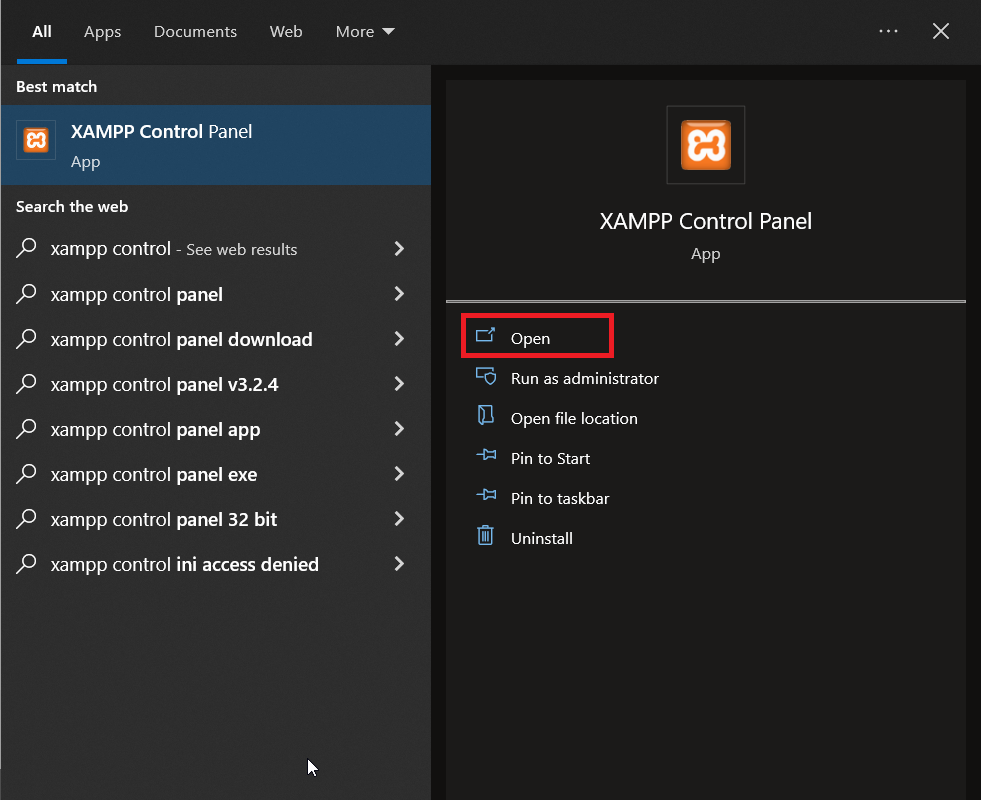 All Apps Documents Web More
Best match
XAMPP Control Panel
App
Search the web
xampp control - See web results
xampp control panel
xampp control panel download
xampp control panel v3.2.4
xampp control panel app
xampp control panel exe
xampp control panel 32 bit
xampp control ini access denied
XAMPP Control Panel
App
Open
Run as administrator
Open file location
Pin to Start
Pin to taskbar
Uninstall